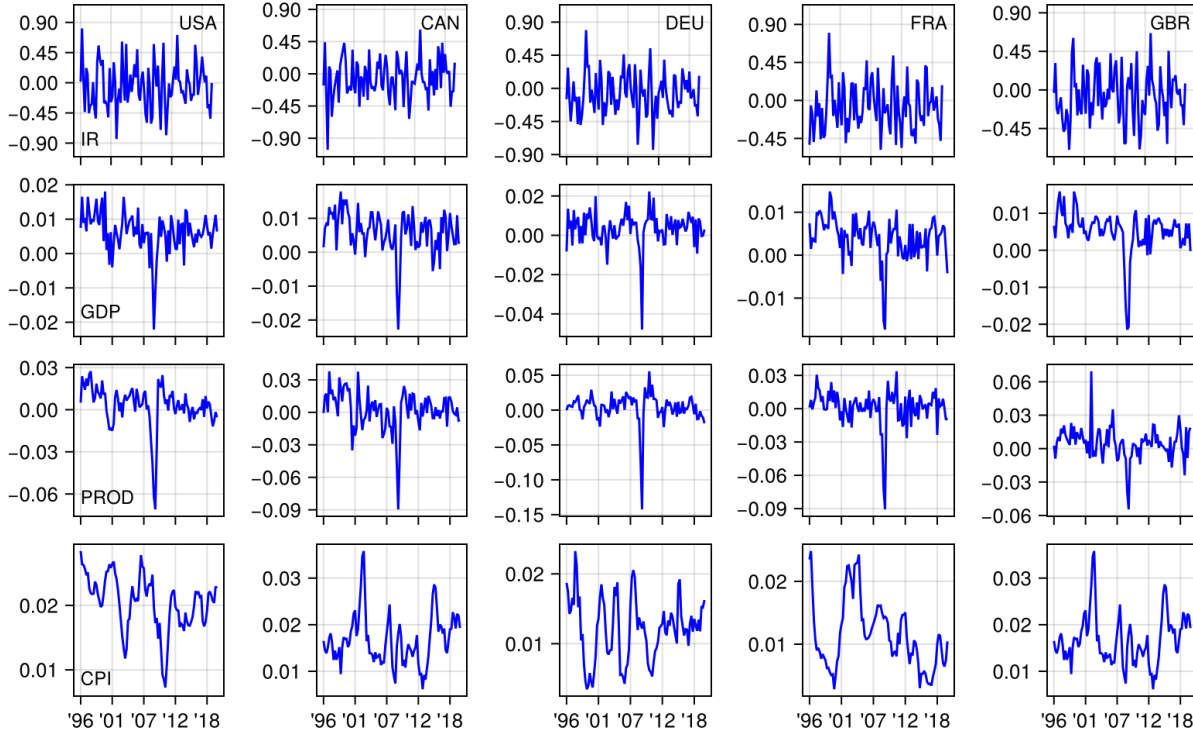 USA CAN DEU FRA GBR
0.90 0.90 0.90 0.90 0.90
0.45 0.45 0.45 0.45 0.45
0.00 0.00 0.00 0.00 0.00
−0.45 −0.45 −0.45 −0.45 −0.45
−0.90 −0.90 −0.90
IR
0.02 0.02
0.01 0.01 0.00 0.01 0.01
0.00 0.00 −0.02 0.00 0.00
−0.01 −0.01 −0.04 −0.01 −0.01
−0.02 −0.02 −0.02
GDP
0.03 0.03 0.05 0.03 0.06
0.00 0.00 0.00 0.00 0.03
−0.03 −0.03 −0.05 −0.03 0.00
−0.06 −0.06 −0.10 −0.06 −0.03
−0.09 −0.15 −0.09 −0.06
PROD
0.02 0.03 0.02 0.02 0.03
0.01 0.02 0.01 0.01 0.02
0.01 0.01
CPI
'96 '01 '07 '12 '18 '96 '01 '07 '12 '18 '96 '01 '07 '12 '18 '96 '01 '07 '12 '18 '96 '01 '07 '12 '18